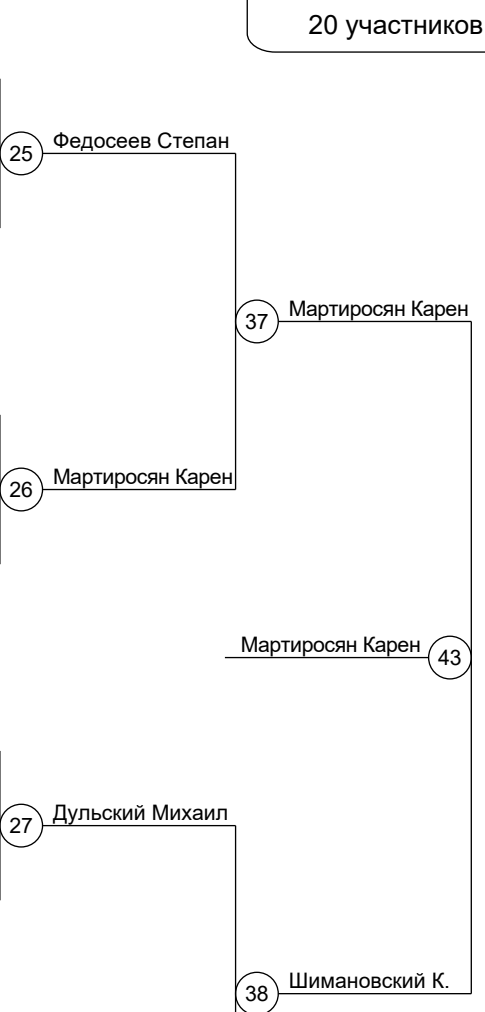 20 участников
25 Федосеев Степан
37 Мартиросян Карен
26 Мартиросян Карен
Мартиросян Карен 43
27 Дульский Михаил
38 Шимановский К.